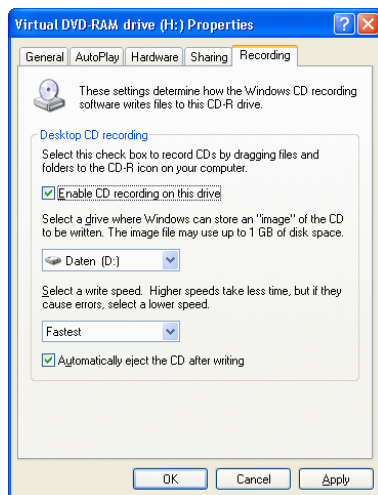 Virtual DVD-RAM drive (H:) Properties
General AutoPlay Hardware Sharing Recording
These settings determine how the Windows CD recording
software writes files to this CD-R drive.
Desktop CD recording
Select this check box to record CDs by dragging files and
folders to the CD-R icon on your computer.
Enable CD recording on this drive
Select a drive where Windows can store an "image" of the CD
to be written. The image file may use up to 1 GB of disk space.
Daten (D:)
Select a write speed. Higher speeds take less time, but if they
cause errors, select a lower speed.
Fastest
Automatically eject the CD after writing
OK Cancel Apply